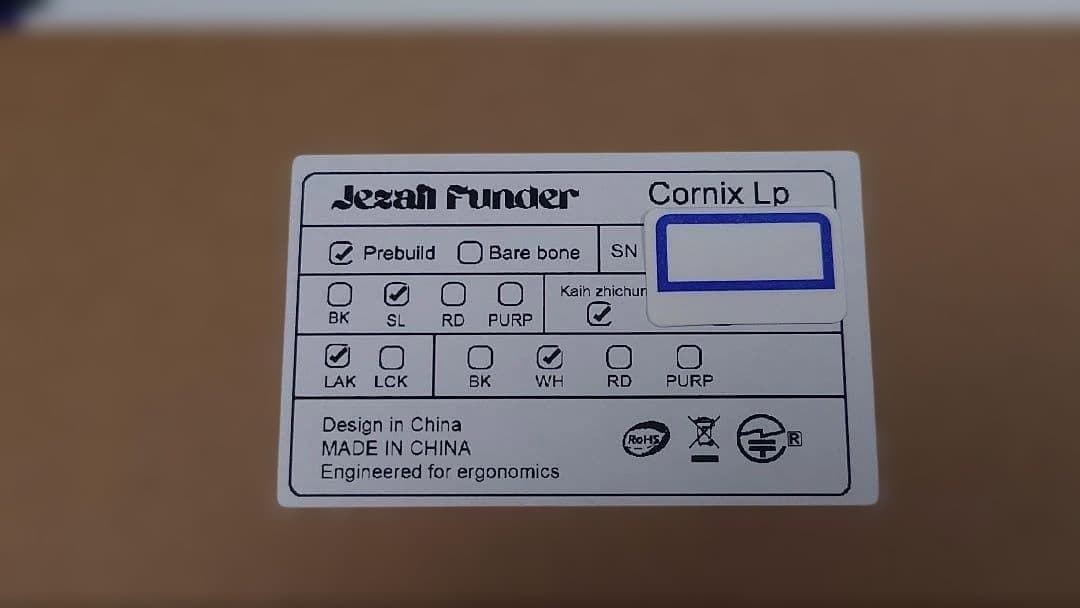 Jezail Funder Cornix Lp
Prebuild Bare bone SN
Kaih zhichun
BK SL RD PURP
LAK LCK BK WH RD PURP
Design in China
MADE IN CHINA
Engineered for ergonomics
RoHS
R